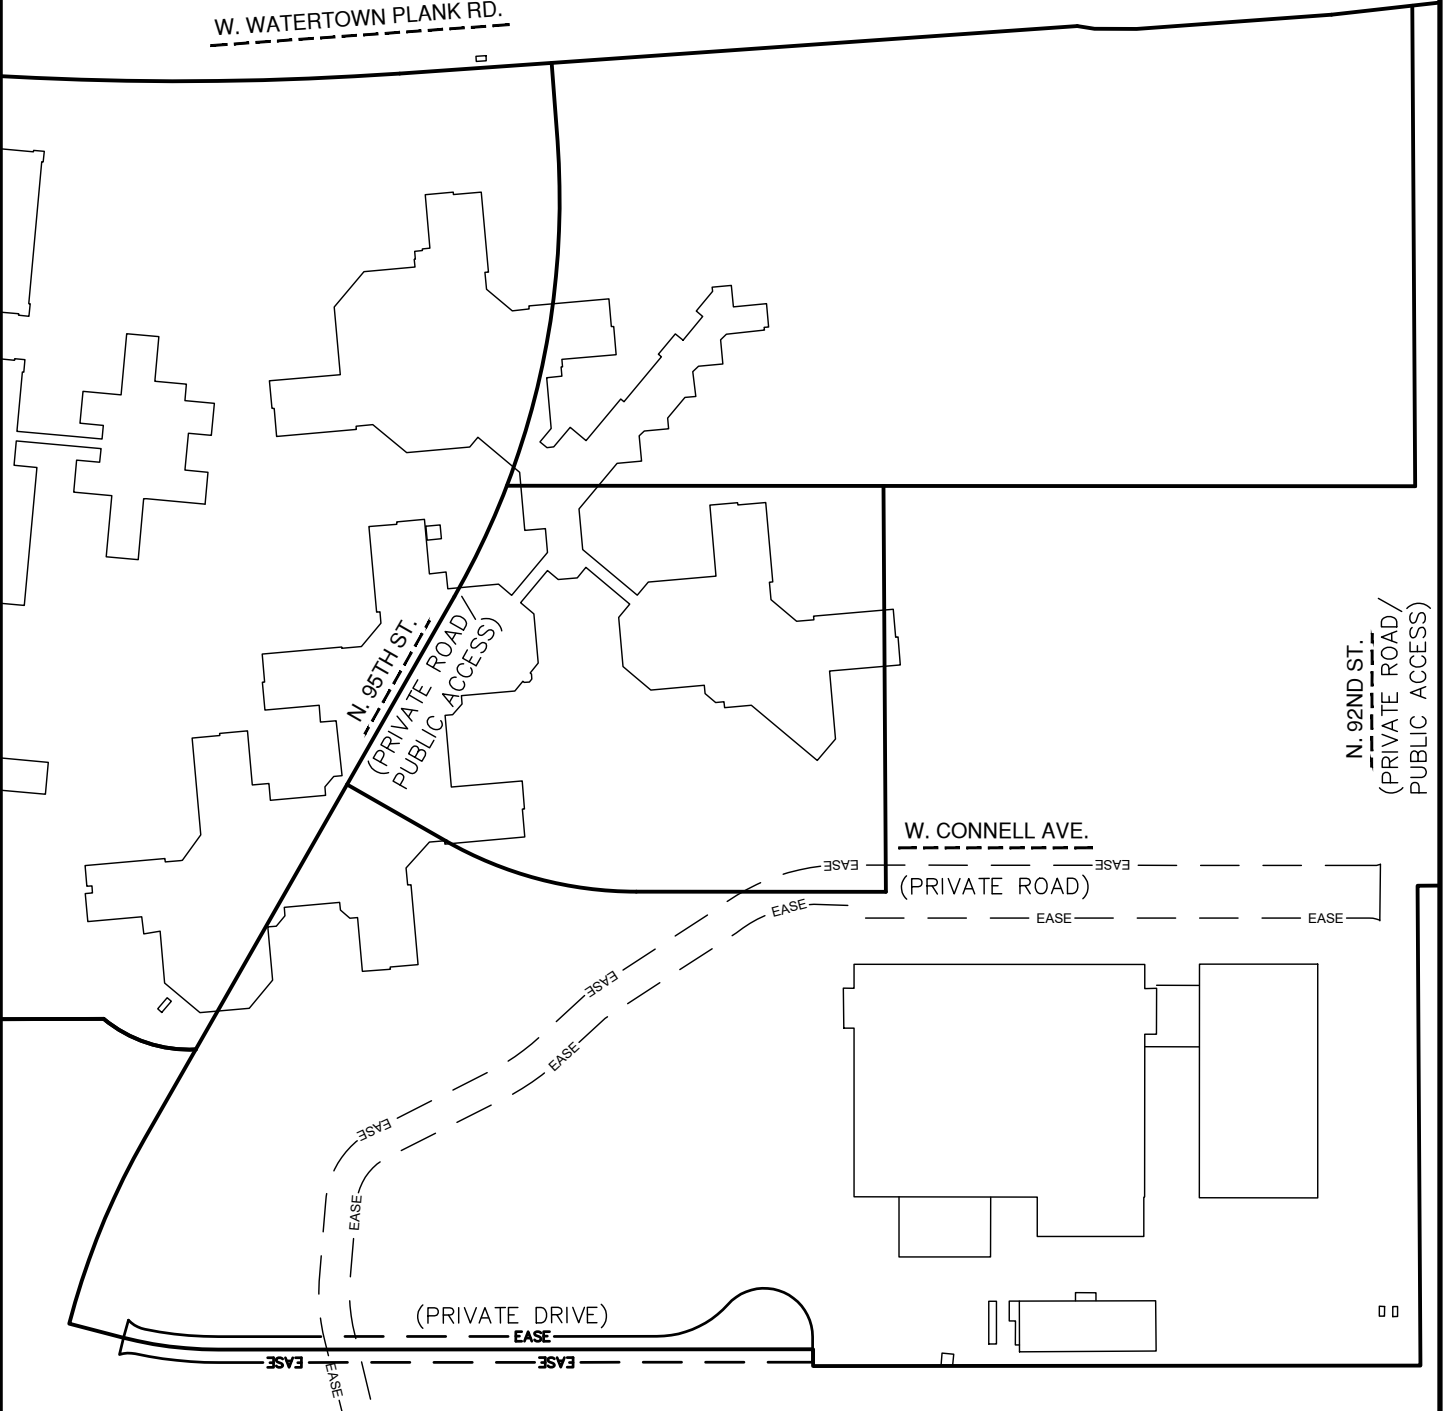 W. WATERTOWN PLANK RD.
N. 95TH ST.
(PRIVATE ROAD/
PUBLIC ACCESS)
N. 92ND ST.
(PRIVATE ROAD/
PUBLIC ACCESS)
W. CONNELL AVE.
EASE
EASE
(PRIVATE ROAD)
EASE
EASE
EASE
EASE
EASE
EASE
EASE
(PRIVATE DRIVE)
EASE
EASE
EASE
EASE